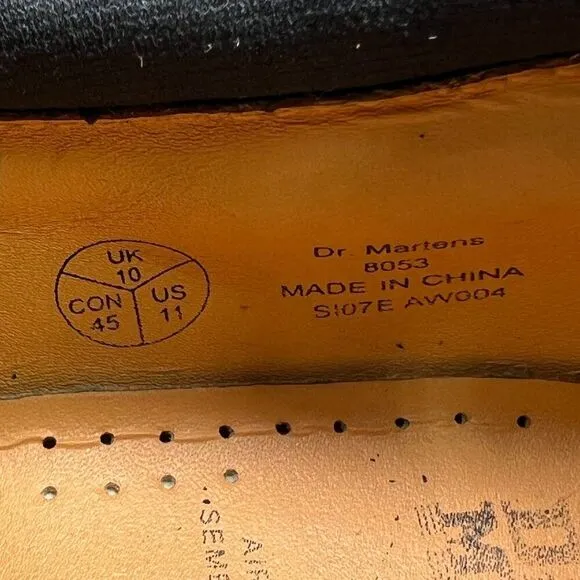 UK
10
CON
45
US
11
Dr. Martens
8053
MADE IN CHINA
SI07E AW004